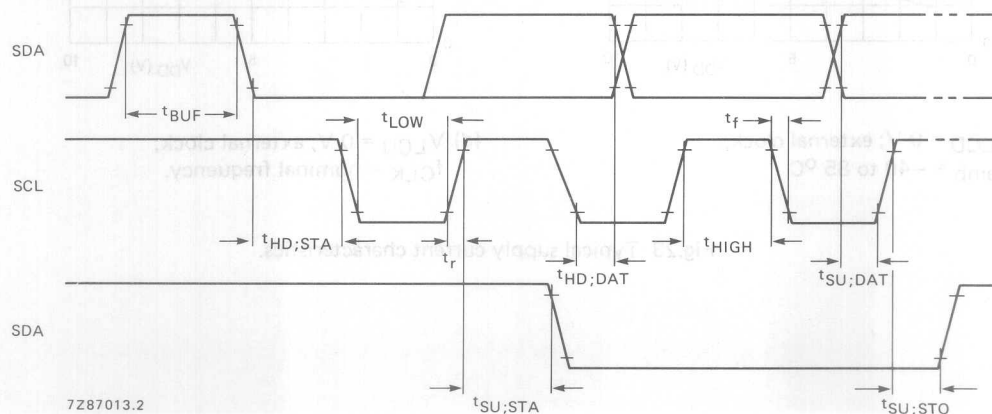 SDA
tBUF
tLOW
tf
SCL
tHD;STA
tr
tHD;DAT
tHIGH
tSU;DAT
SDA
tSU;STA
tSU;STO
7Z87013.2